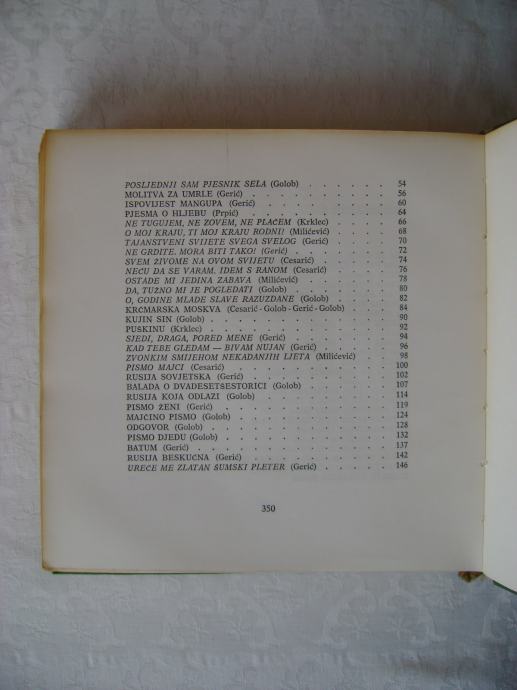 POSLJEDNJI SAM PJESNIK SELA (Golob) . . . . . . 54
MOLITVA ZA UMRLE (Gerić) . . . . . . . . . 56
ISPOVIJEST MANGUPA (Gerić) . . . . . . . . 60
PJESMA O HLJEBU (Prpić) . . . . . . . . . 64
NE TUGUJEM, NE ZOVEM, NE PLAČEM (Krklec) . . . . 66
O MOJ KRAJU, TI MOJ KRAJU RODNI! (Milićević) . . . . 68
TAJANSTVENI SVIJETE SVEGA SVELOG (Gerić) . . . . 70
NE GRDITE. MORA BITI TAKO! (Gerić) . . . . . . 72
SVEM ŽIVOME NA OVOM SVIJETU (Cesarić) . . . . . 74
NEĆU DA SE VARAM. IDEM S RANOM (Cesarić) . . . . 76
OSTADE MI JEDINA ZABAVA (Milićević) . . . . . . 78
DA, TUŽNO MI JE POGLEDATI (Golob) . . . . . . 80
O, GODINE MLADE SLAVE RAZUZDANE (Golob) . . . . 82
KRČMARSKA MOSKVA (Cesarić-Golob-Gerić-Golob) . . . 84
KUJIN SIN (Golob) . . . . . . . . . . . 90
PUŠKINU (Krklec) . . . . . . . . . . . 92
SJEDI, DRAGA, PORED MENE (Gerić) . . . . . . 94
KAD TEBE GLEDAM — BIVAM NUJAN (Gerić) . . . . . 96
ZVONKIM SMIJEHOM NEKADANJIH LJETA (Milićević) . . . 98
PISMO MAJCI (Cesarić) . . . . . . . . . . 100
RUSIJA SOVJETSKA (Gerić) . . . . . . . . . 102
BALADA O DVADESETŠESTORICI (Golob) . . . . . . 107
RUSIJA KOJA ODLAZI (Golob) . . . . . . . . 114
PISMO ŽENI (Gerić) . . . . . . . . . . . 119
MAJČINO PISMO (Golob) . . . . . . . . . . 124
ODGOVOR (Golob) . . . . . . . . . . . . 128
PISMO DJEDU (Golob) . . . . . . . . . . 132
BATUM (Gerić) . . . . . . . . . . . . 137
RUSIJA BESKUĆNA (Gerić) . . . . . . . . . 142
UREČE ME ZLATAN ŠUMSKI PLETER (Gerić) . . . . . 146
350